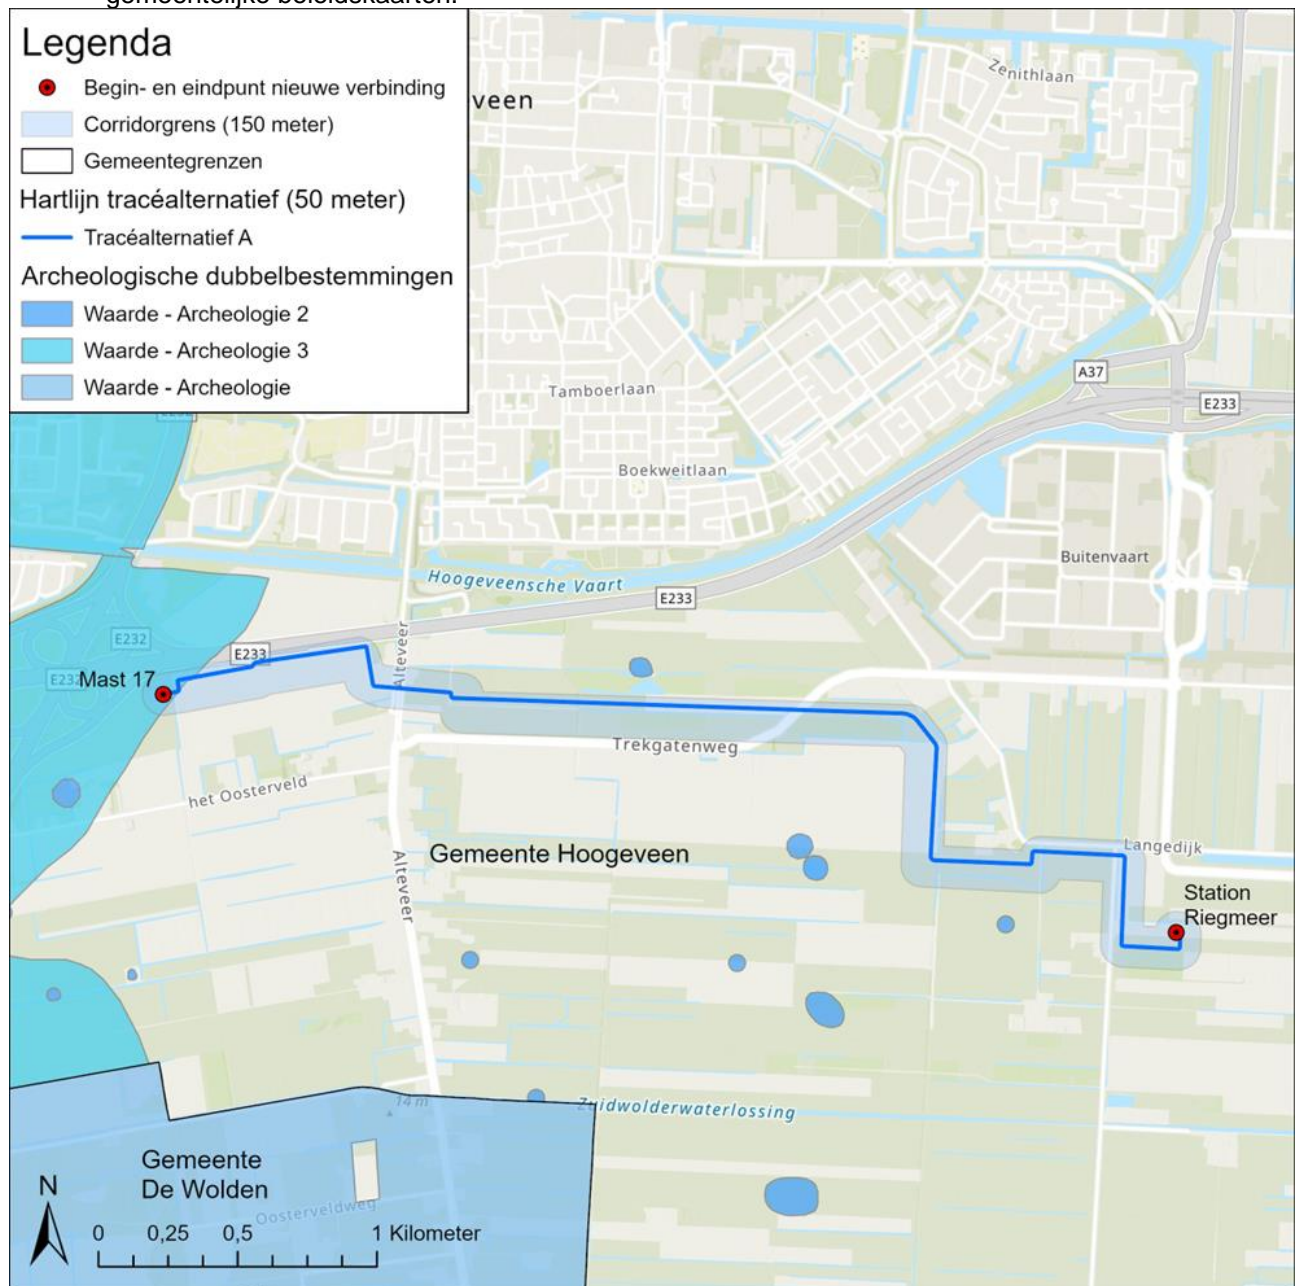 gemeentelijke beleidskaarten.
Legenda
Begin- en eindpunt nieuwe verbinding
Corridorgrens (150 meter)
Gemeentegrenzen
Hartlijn tracéalternatief (50 meter)
Tracéalternatief A
Archeologische dubbelbestemmingen
Waarde - Archeologie 2
Waarde - Archeologie 3
Waarde - Archeologie
veen
Zenithlaan
A37
E233
Tamboerlaan
Boekweitlaan
Buitenvaart
Hoogeveensche Vaart
E233
E232
E233
Alteveer
E232
Mast 17
Trekgatenweg
het Oosterveld
Gemeente Hoogeveen
Alteveer
Langedijk
Station
Riegmeer
14 m
Zuidwolderwaterlossing
Gemeente
De Wolden
Oosterveldweg
N
0 0,25 0,5 1 Kilometer